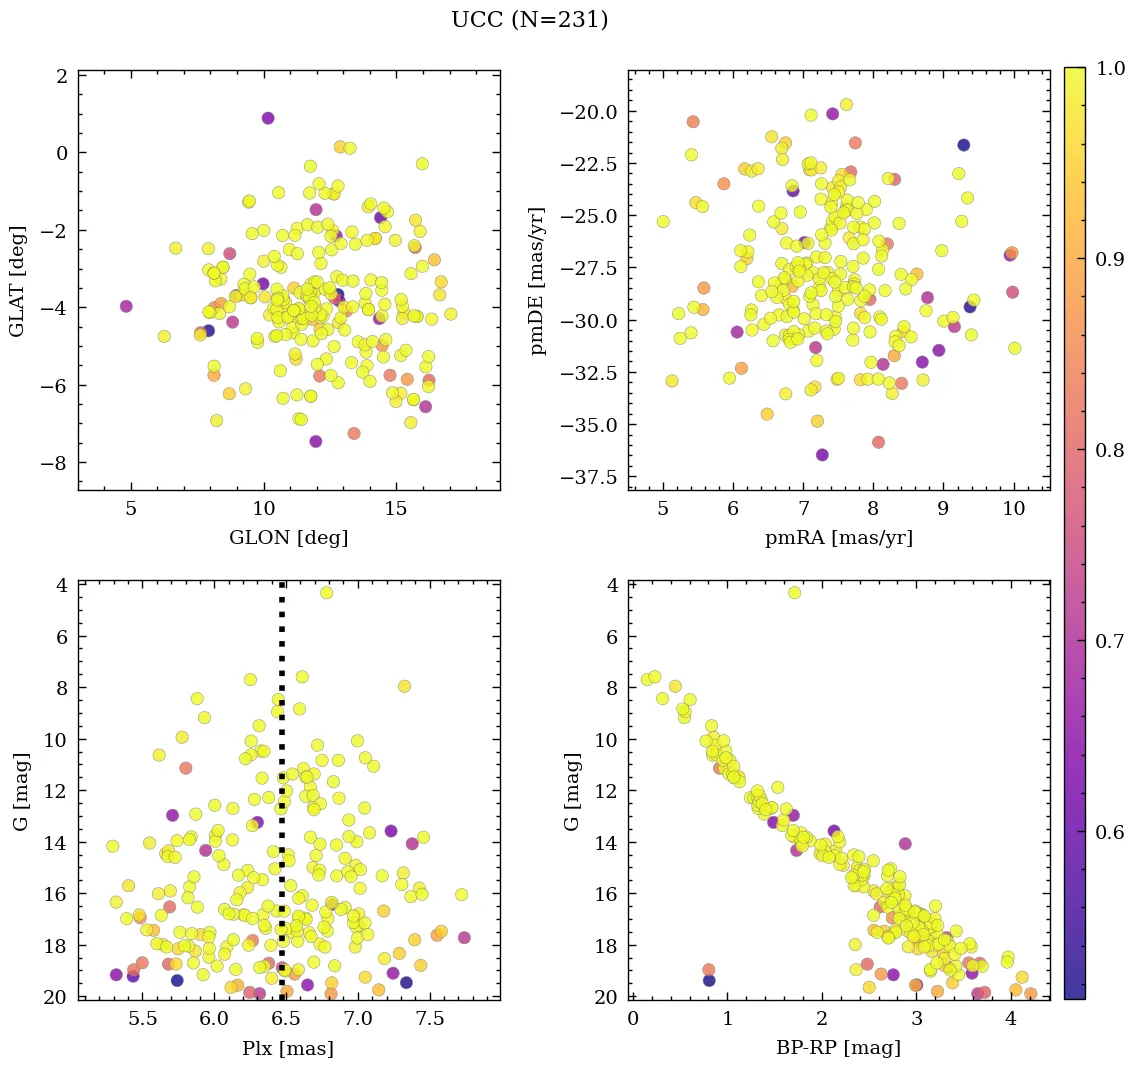 UCC (N=231)
2
0
−2
−4
−6
−8
GLAT [deg]
5 10 15
GLON [deg]
−20.0
−22.5
−25.0
−27.5
−30.0
−32.5
−35.0
−37.5
pmDE [mas/yr]
5 6 7 8 9 10
pmRA [mas/yr]
1.0
0.9
0.8
0.7
0.6
4
6
8
10
12
14
16
18
20
G [mag]
5.5 6.0 6.5 7.0 7.5
Plx [mas]
4
6
8
10
12
14
16
18
20
G [mag]
0 1 2 3 4
BP-RP [mag]